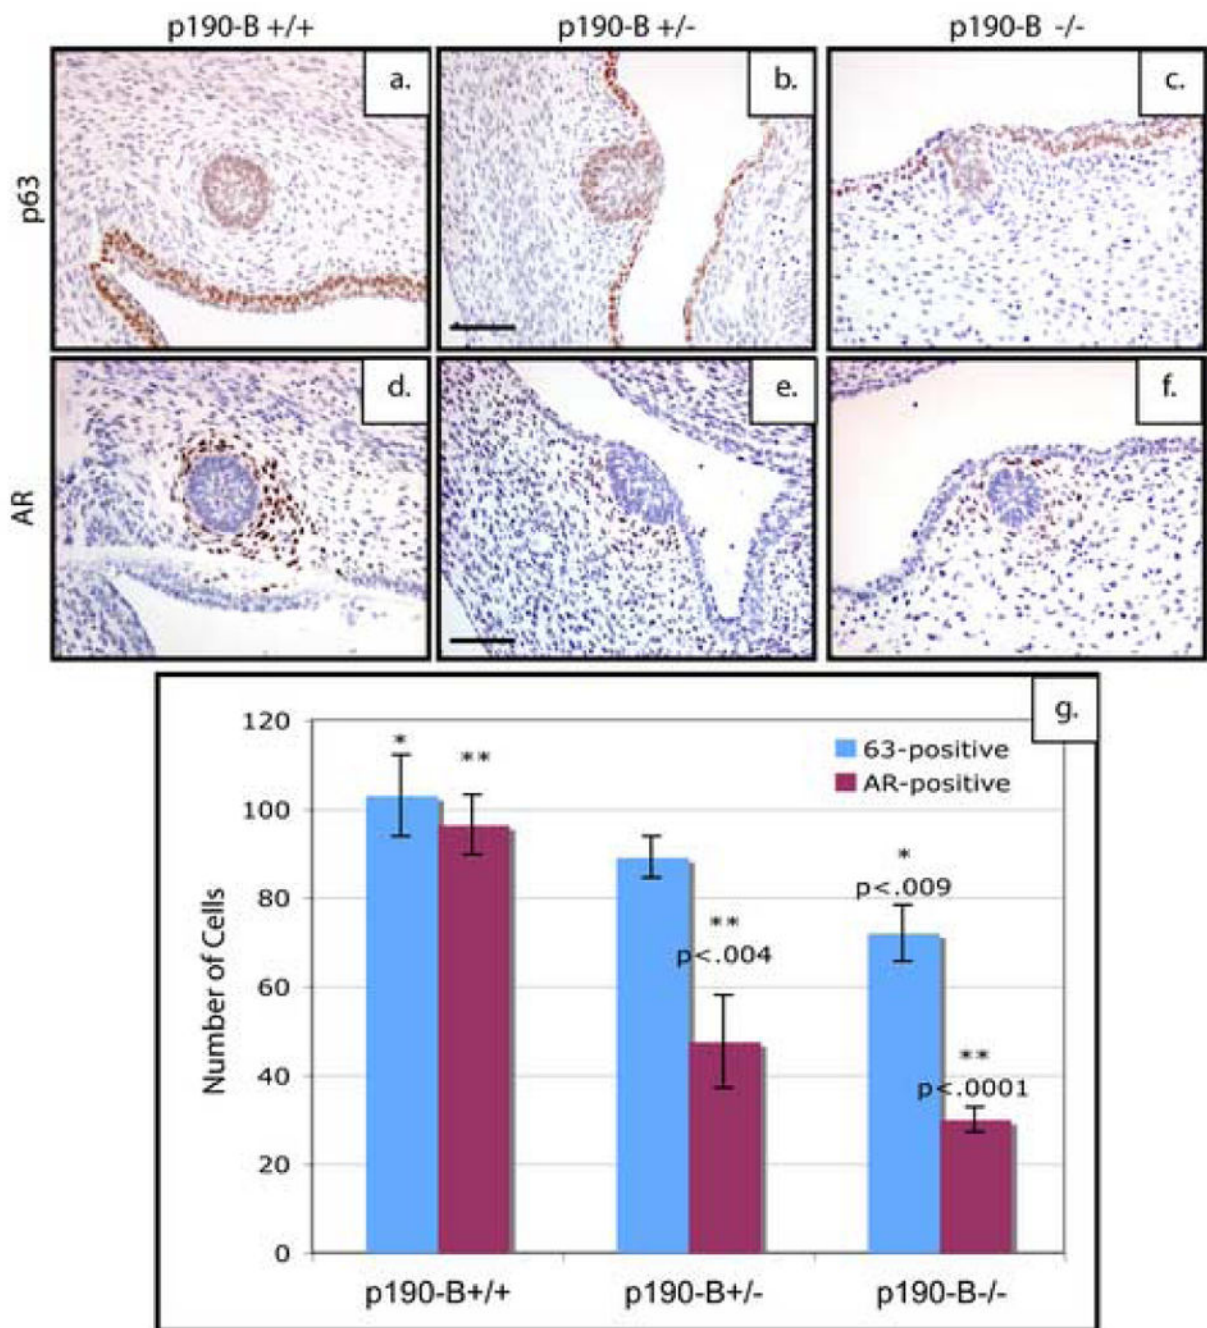 p190-B +/+
p190-B +/-
p190-B -/-
a.
b.
c.
p63
d.
e.
f.
AR
g.
120
100
80
60
40
20
0
Number of Cells
63-positive
AR-positive
*
**
**
p<.004
*
p<.009
**
p<.0001
p190-B+/+
p190-B+/-
p190-B-/-